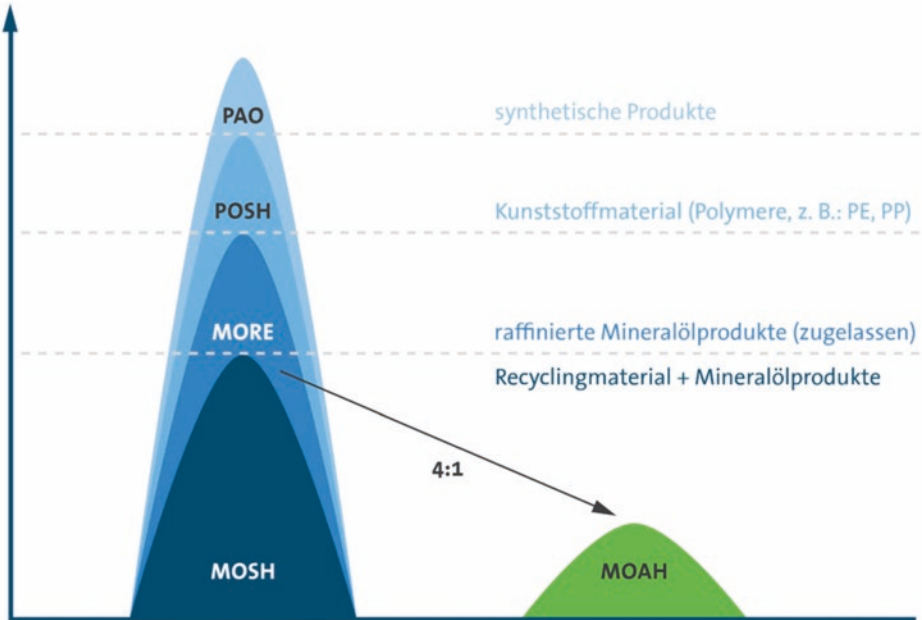 PAO
synthetische Produkte
POSH
Kunststoffmaterial (Polymere, z. B.: PE, PP)
MORE
raffinierte Mineralölprodukte (zugelassen)
Recyclingmaterial + Mineralölprodukte
4:1
MOSH
MOAH